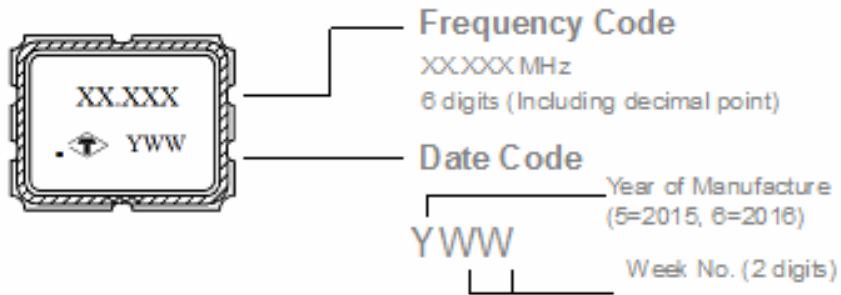 Frequency Code
XX.XXX MHz
6 digits (Including decimal point)
XX.XXX
. T YWW
Date Code
Year of Manufacture
(5=2015, 6=2016)
YWW
Week No. (2 digits)